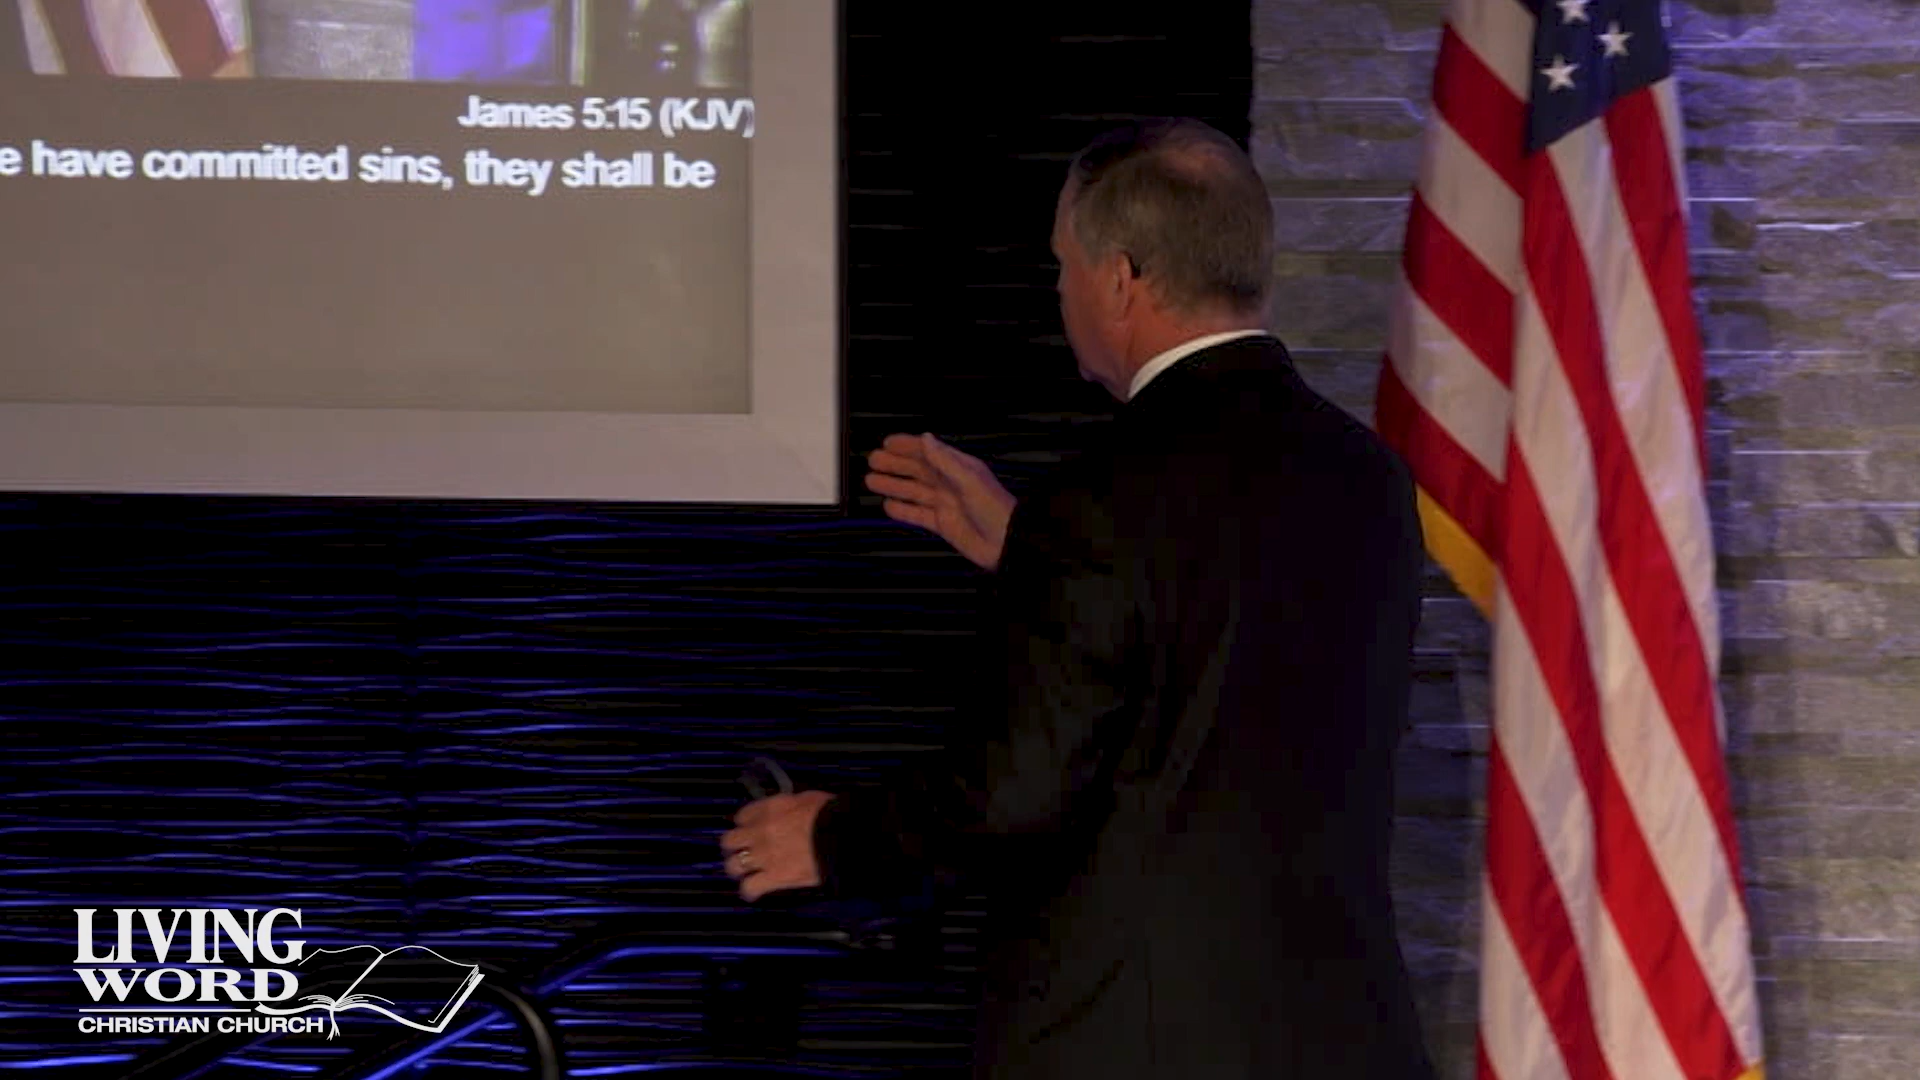 James 5:15 (KJV)
e have committed sins, they shall be
LIVING
WORD
CHRISTIAN CHURCH